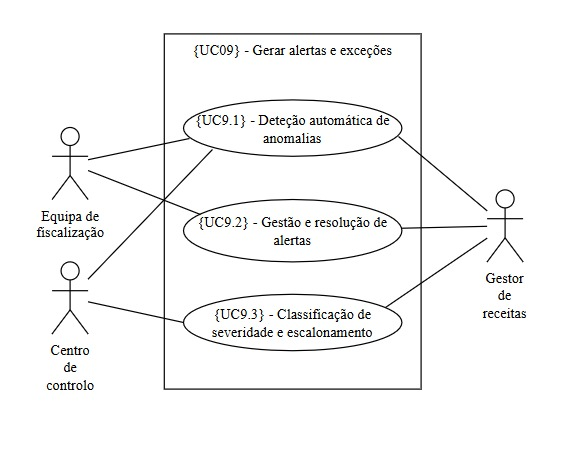 {UC09} - Gerar alertas e exceções
{UC9.1} - Deteção automática de
anomalias
Equipa de
fiscalização
{UC9.2} - Gestão e resolução de
alertas
Gestor
de
receitas
{UC9.3} - Classificação de
severidade e escalonamento
Centro
de
controlo